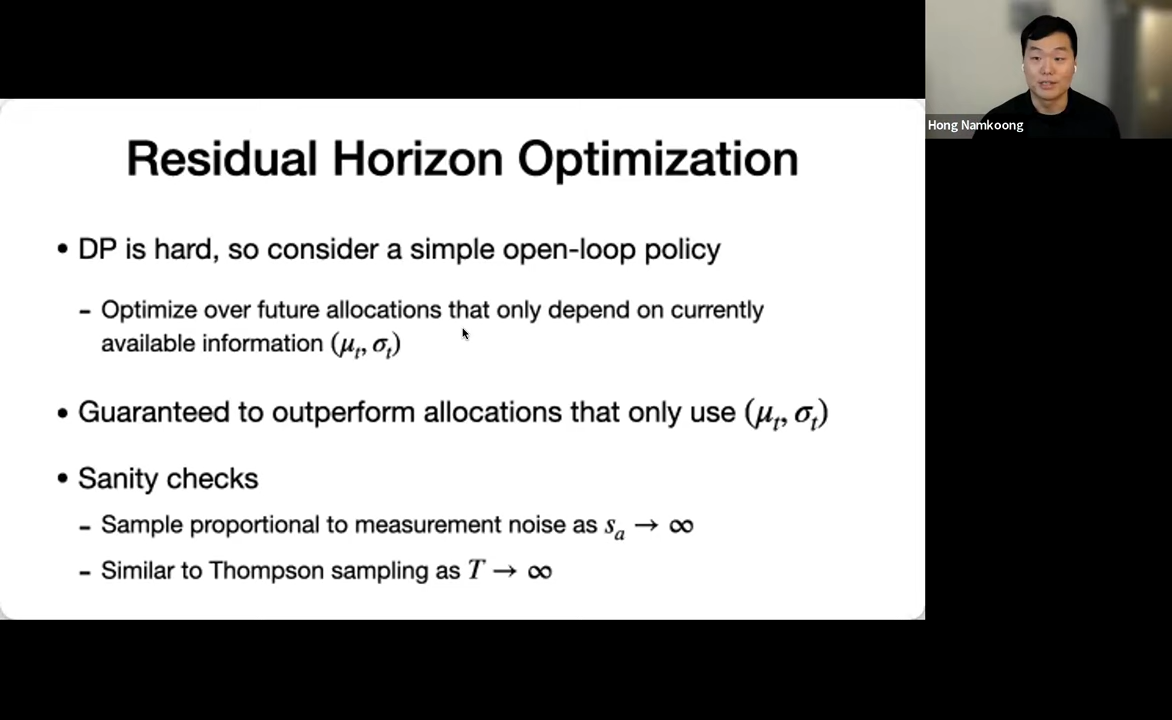 Residual Horizon Optimization
• DP is hard, so consider a simple open-loop policy
– Optimize over future allocations that only depend on currently
available information (μₜ, σₜ)
• Guaranteed to outperform allocations that only use (μₜ, σₜ)
• Sanity checks
– Sample proportional to measurement noise as sₐ → ∞
– Similar to Thompson sampling as T → ∞
Hong Namkoong